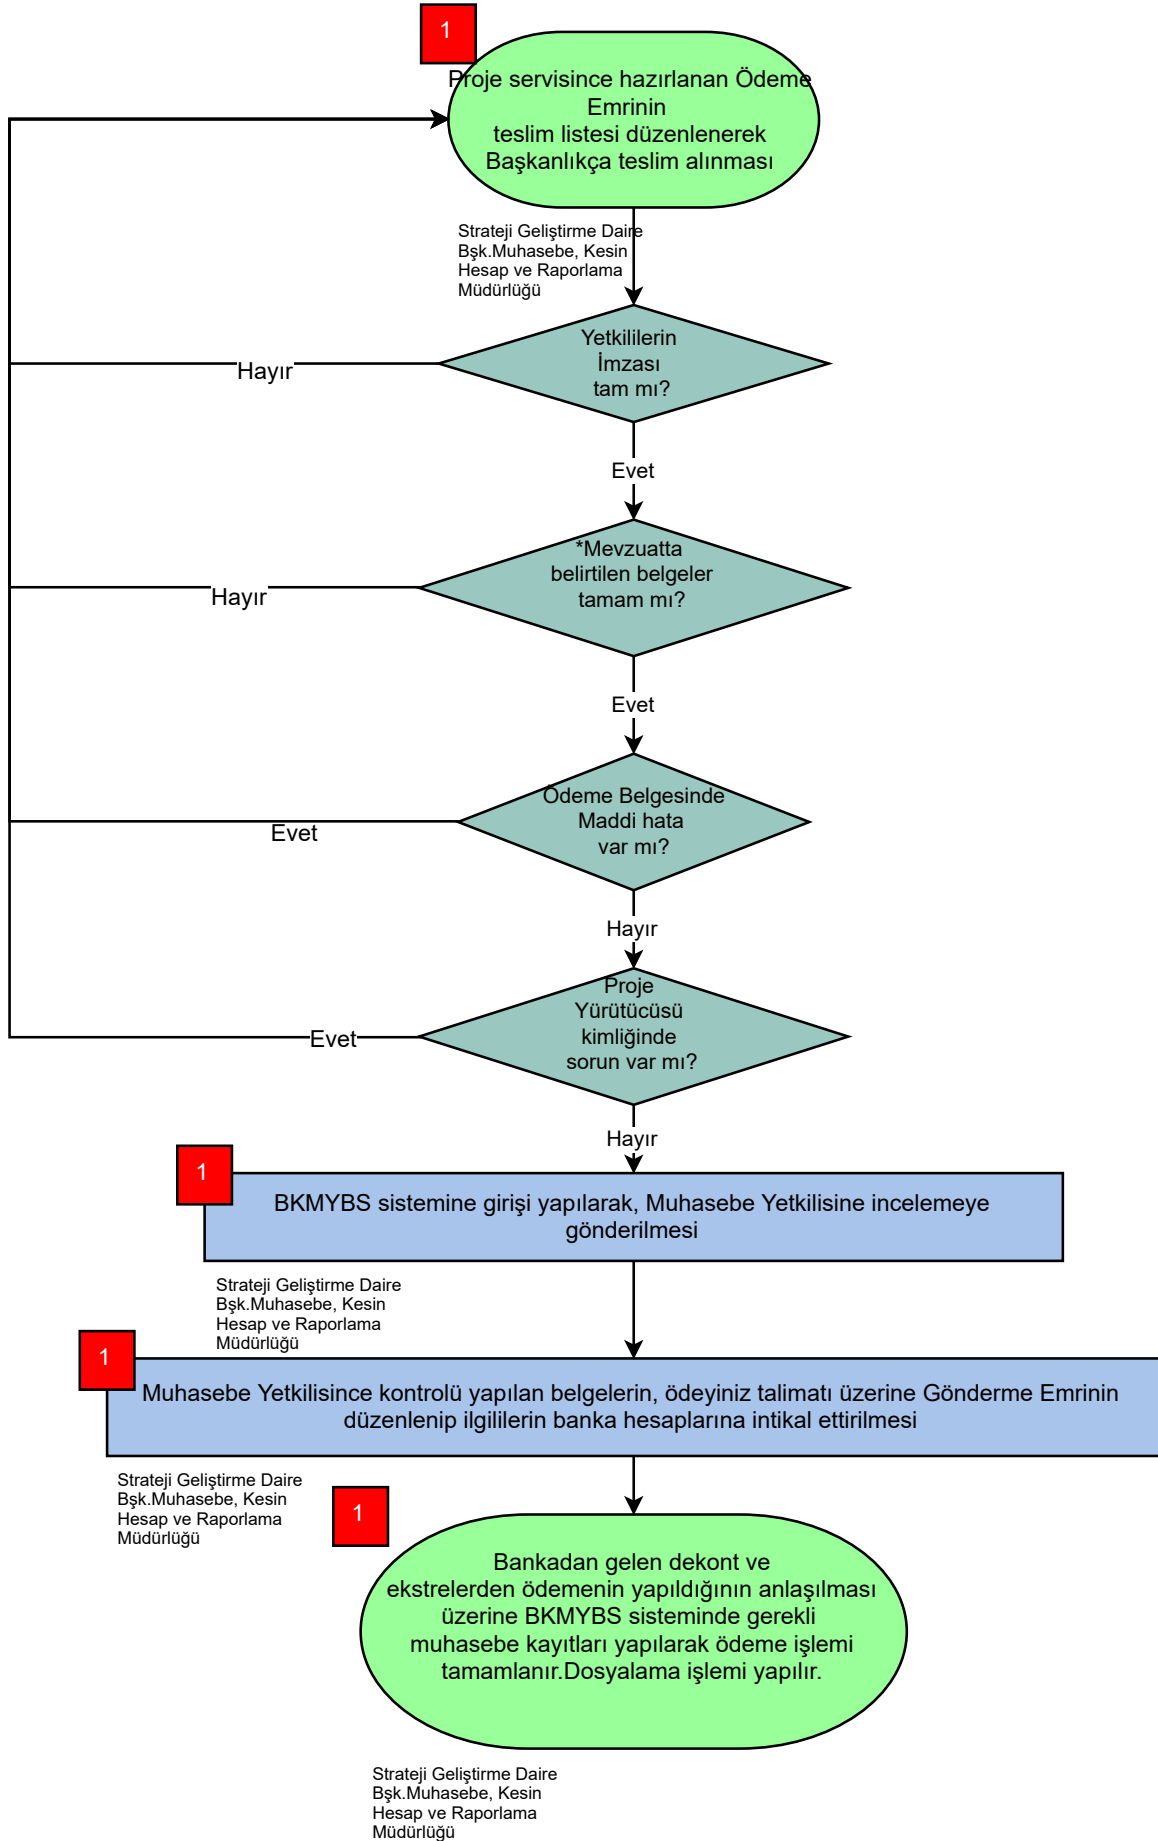 1
Proje servisince hazırlanan Ödeme
Emrinin
teslim listesi düzenlenerek
Başkanlıkça teslim alınması
Strateji Geliştirme Daire
Bşk.Muhasebe, Kesin
Hesap ve Raporlama
Müdürlüğü
Yetkililerin
İmzası
tam mı?
Hayır
Evet
*Mevzuatta
belirtilen belgeler
tamam mı?
Hayır
Evet
Ödeme Belgesinde
Maddi hata
var mı?
Evet
Hayır
Proje
Yürütücüsü
kimliğinde
sorun var mı?
Evet
Hayır
1
BKMYBS sistemine girişi yapılarak, Muhasebe Yetkilisine incelemeye
gönderilmesi
Strateji Geliştirme Daire
Bşk.Muhasebe, Kesin
Hesap ve Raporlama
Müdürlüğü
1
Muhasebe Yetkilisince kontrolü yapılan belgelerin, ödeyiniz talimatı üzerine Gönderme Emrinin
düzenlenip ilgililerin banka hesaplarına intikal ettirilmesi
Strateji Geliştirme Daire
Bşk.Muhasebe, Kesin
Hesap ve Raporlama
Müdürlüğü
1
Bankadan gelen dekont ve
ekstrelerden ödemenin yapıldığının anlaşılması
üzerine BKMYBS sisteminde gerekli
muhasebe kayıtları yapılarak ödeme işlemi
tamamlanır.Dosyalama işlemi yapılır.
Strateji Geliştirme Daire
Bşk.Muhasebe, Kesin
Hesap ve Raporlama
Müdürlüğü